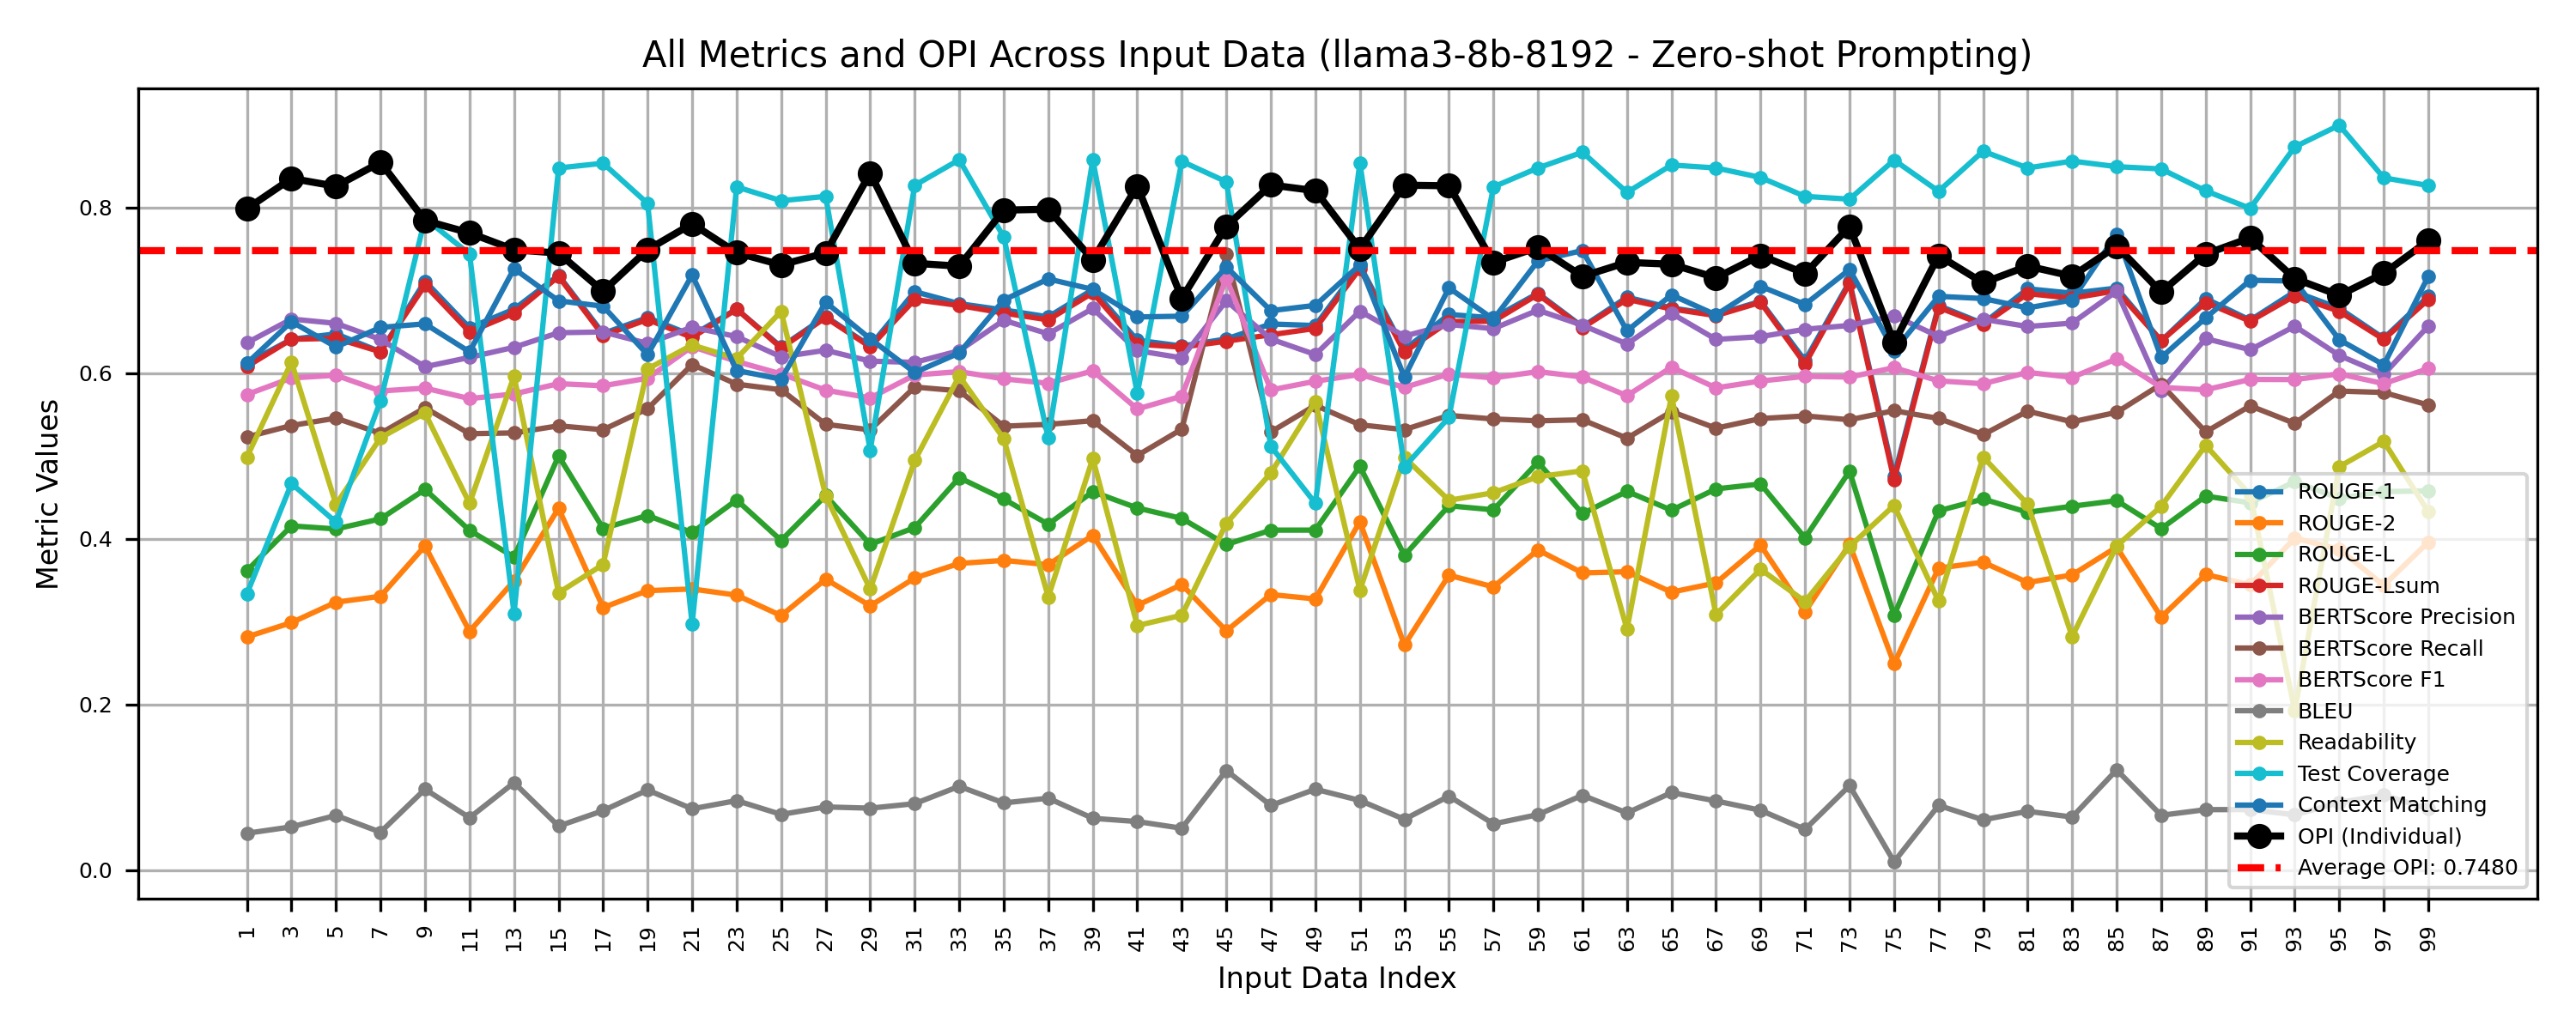 All Metrics and OPI Across Input Data (llama3-8b-8192 - Zero-shot Prompting)
Metric Values
0.8
0.6
0.4
0.2
0.0
ROUGE-1
ROUGE-2
ROUGE-L
ROUGE-Lsum
BERTScore Precision
BERTScore Recall
BERTScore F1
BLEU
Readability
Test Coverage
Context Matching
OPI (Individual)
Average OPI: 0.7480
1 3 5 7 9 11 13 15 17 19 21 23 25 27 29 31 33 35 37 39 41 43 45 47 49 51 53 55 57 59 61 63 65 67 69 71 73 75 77 79 81 83 85 87 89 91 93 95 97 99
Input Data Index